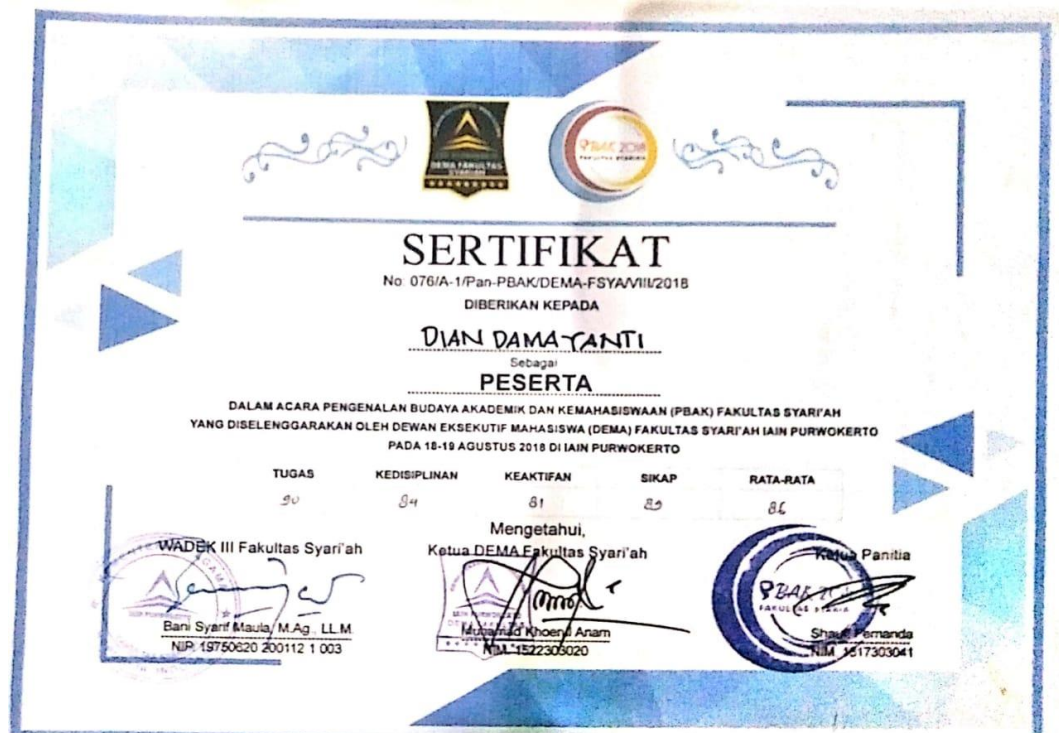 DEMA FAKULTAS
SYARIAH
PBAK 2018
FAKULTAS SYARIAH
SERTIFIKAT
No: 076/A-1/Pan-PBAK/DEMA-FSYA/VIII/2018
DIBERIKAN KEPADA
DIAN DAMAYANTI
Sebagai
PESERTA
DALAM ACARA PENGENALAN BUDAYA AKADEMIK DAN KEMAHASISWAAN (PBAK) FAKULTAS SYARI'AH
YANG DISELENGGARAKAN OLEH DEWAN EKSEKUTIF MAHASISWA (DEMA) FAKULTAS SYARI'AH IAIN PURWOKERTO
PADA 18-19 AGUSTUS 2018 DI IAIN PURWOKERTO
TUGAS KEDISIPLINAN KEAKTIFAN SIKAP RATA-RATA
90 84 81 89 86
Mengetahui,
WADEK III Fakultas Syari'ah Ketua DEMA Fakultas Syari'ah Ketua Panitia
Bani Syarif Maula, M.Ag., LL.M. Muhamad Khoerul Anam Pernanda
NIP. 19750620 200112 1 003 NIM. 1522303020 NIM. 1517303041